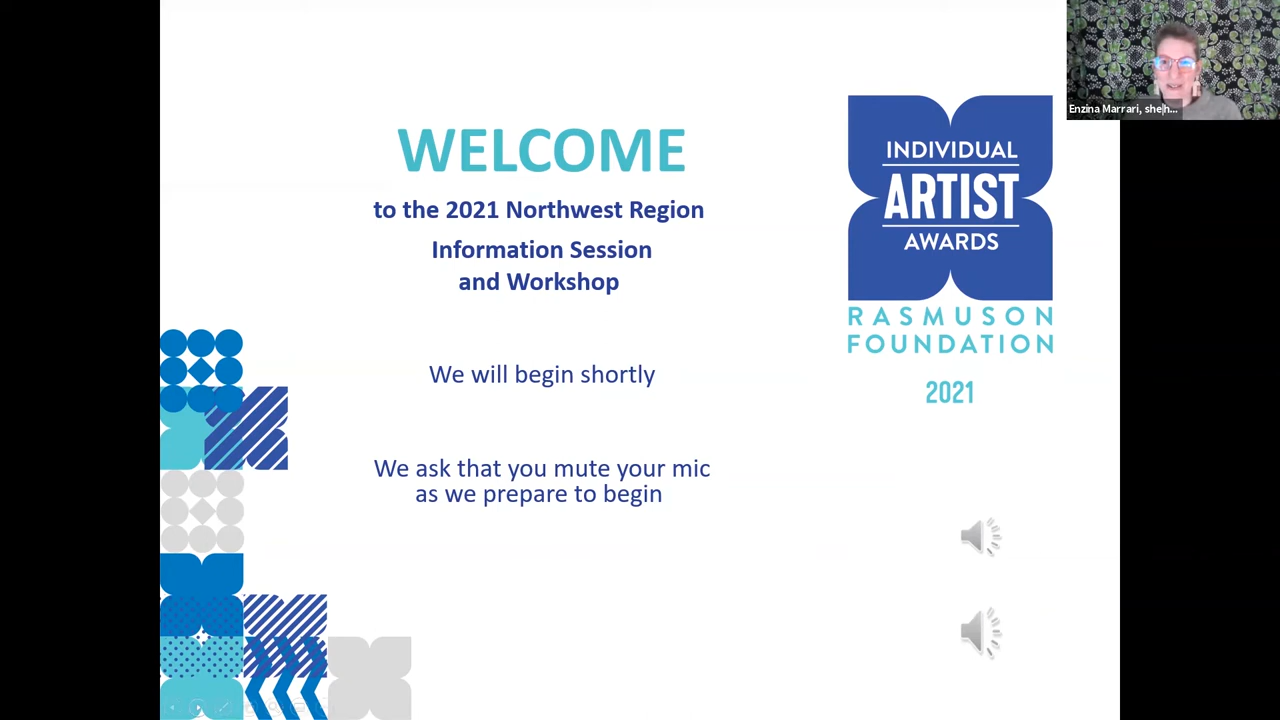 WELCOME
to the 2021 Northwest Region
Information Session
and Workshop
We will begin shortly
We ask that you mute your mic
as we prepare to begin
INDIVIDUAL
ARTIST
AWARDS
RASMUSON
FOUNDATION
2021
Enzina Marrari, she|h...